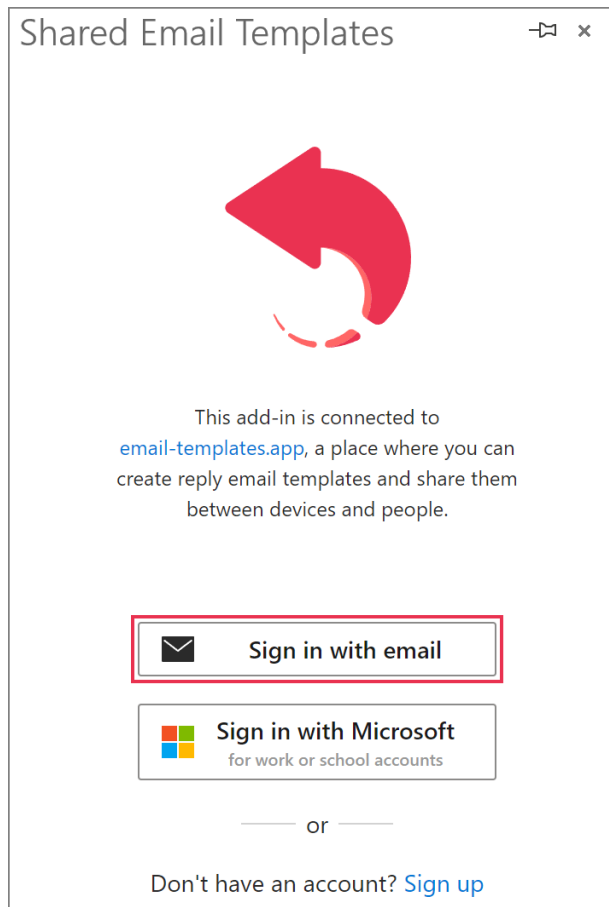 Shared Email Templates
This add-in is connected to
email-templates.app, a place where you can
create reply email templates and share them
between devices and people.
Sign in with email
Sign in with Microsoft
for work or school accounts
or
Don't have an account? Sign up